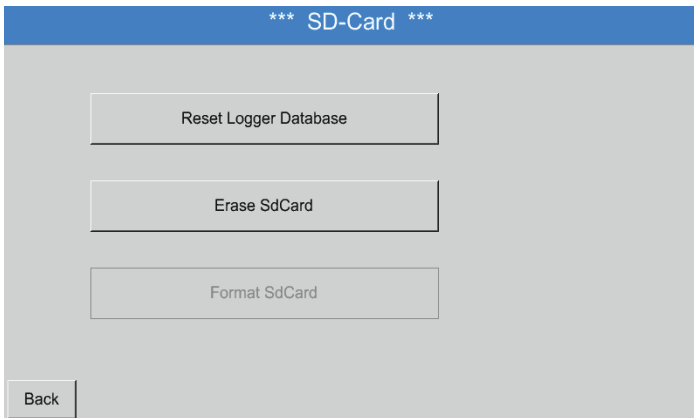 *** SD-Card ***
Reset Logger Database
Erase SdCard
Format SdCard
Back